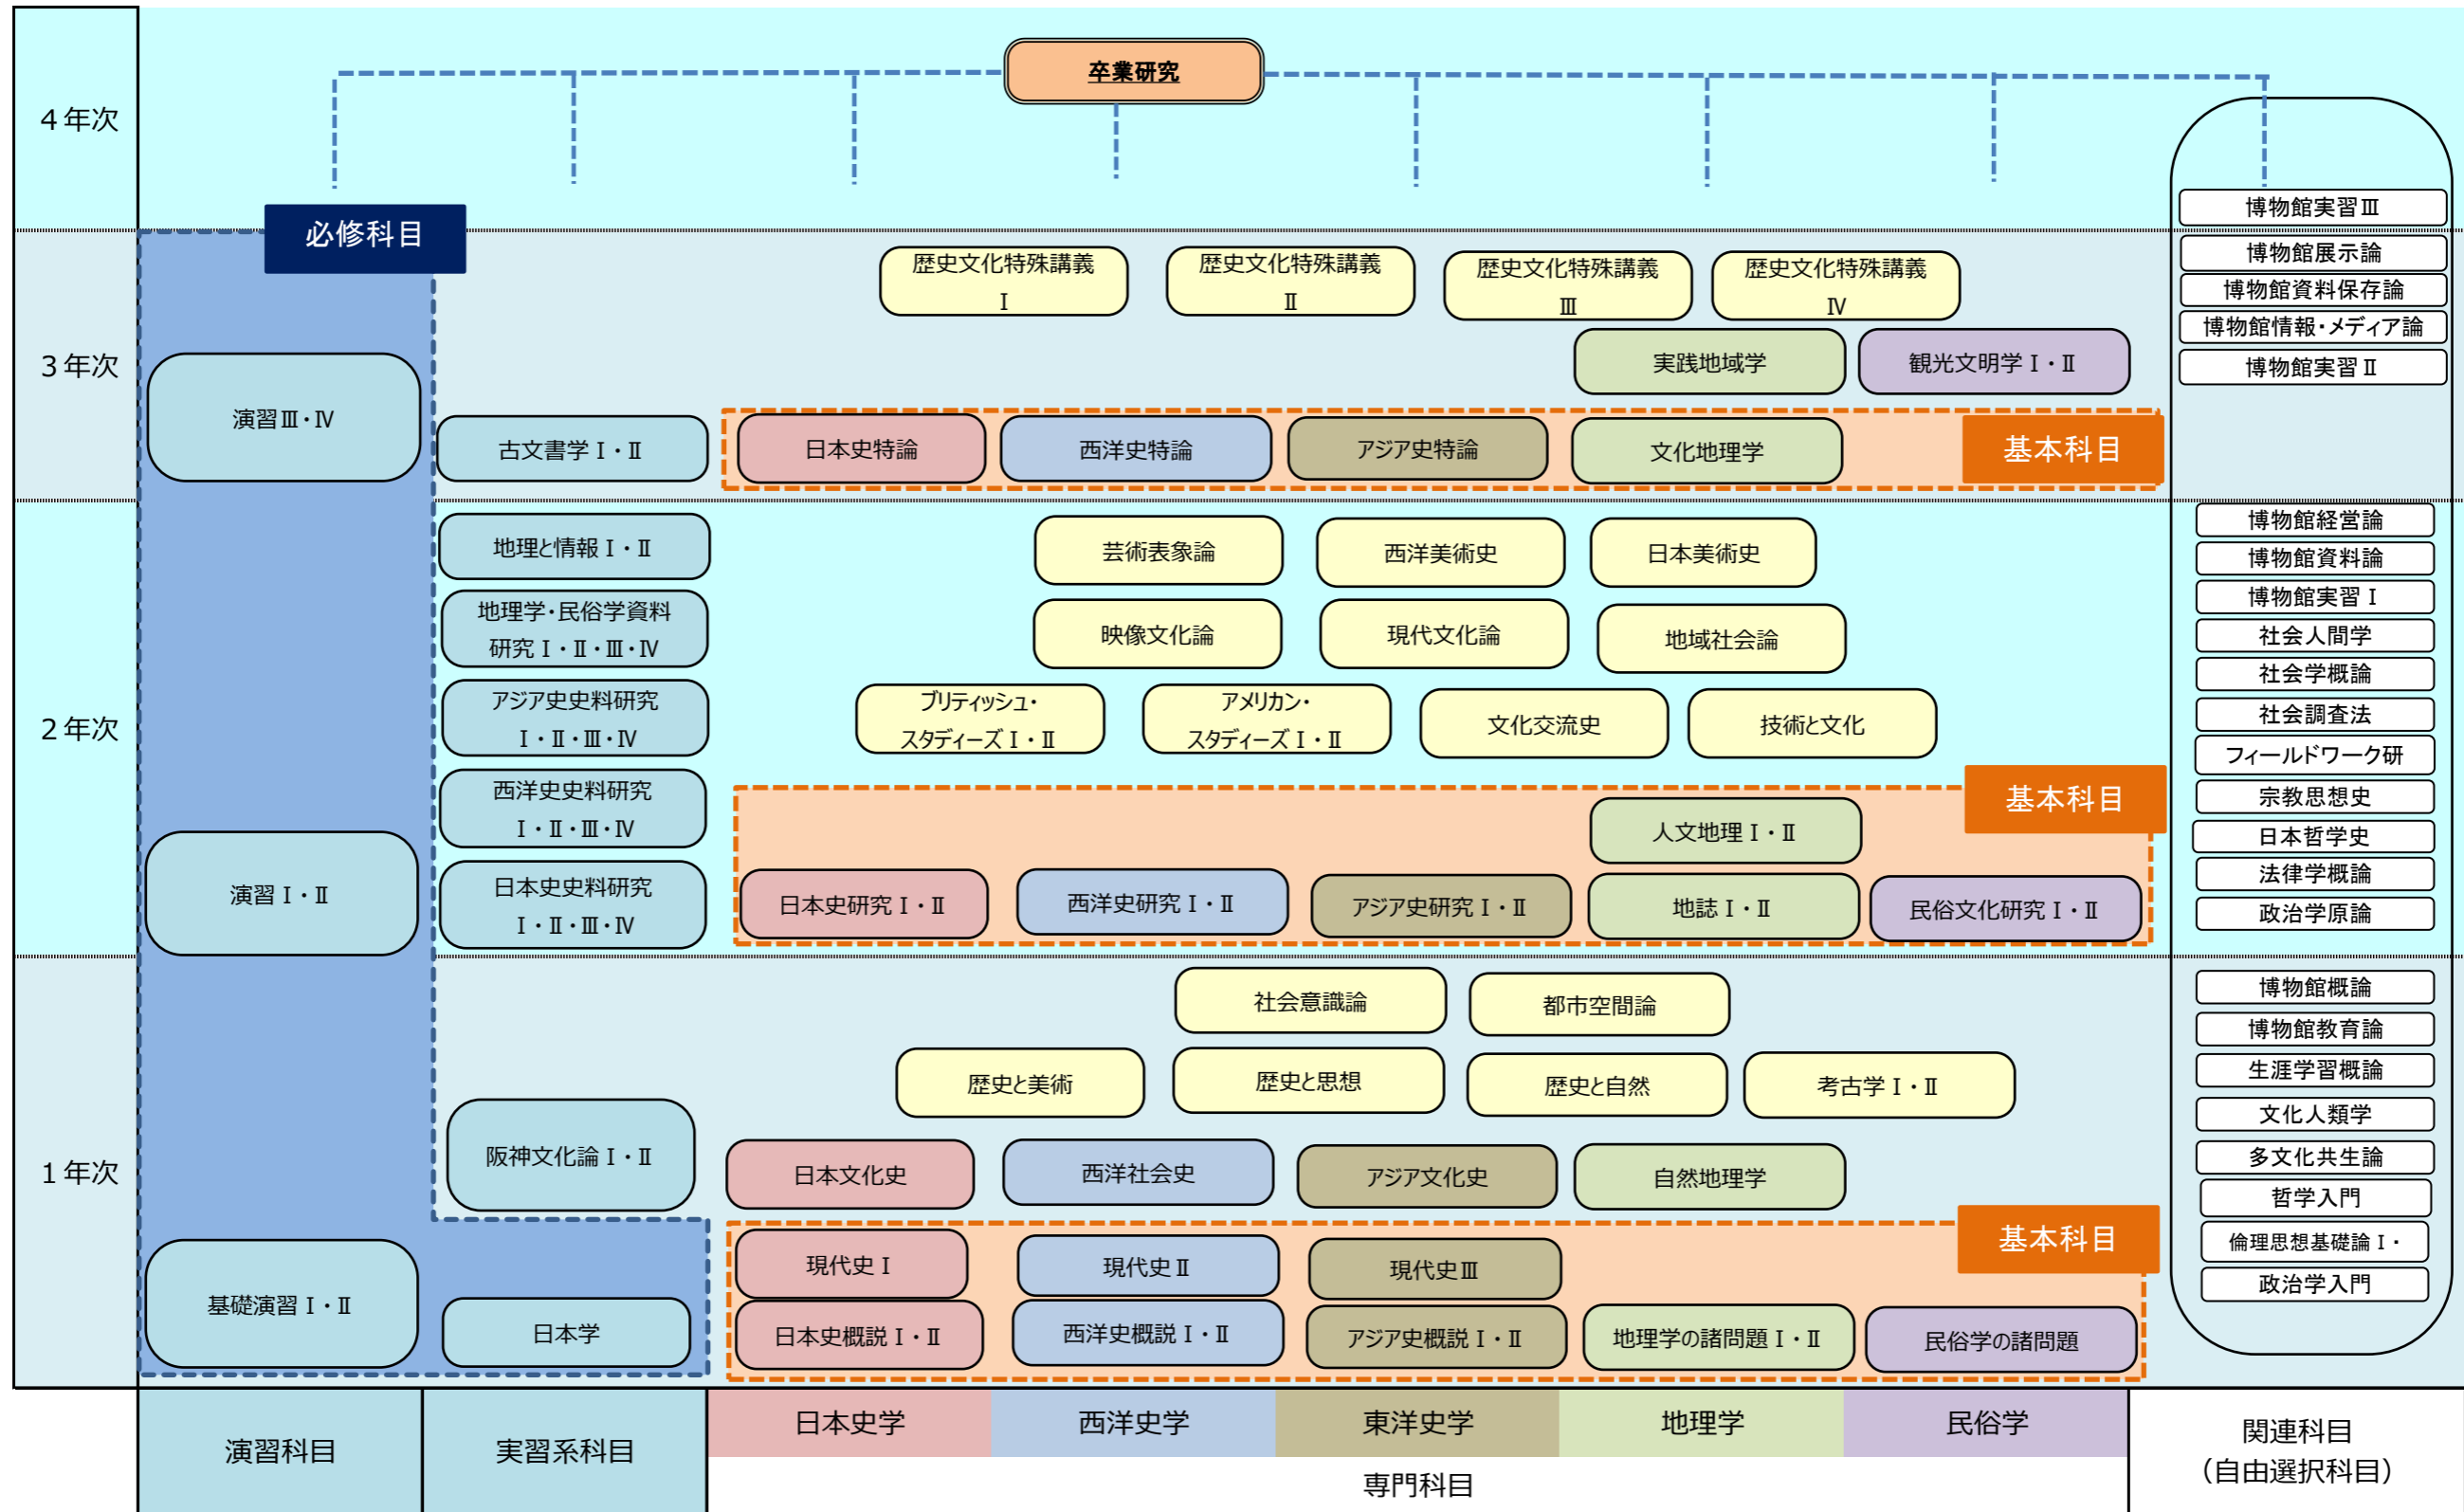 卒業研究
4年次
必修科目
博物館実習Ⅲ
3年次
歴史文化特殊講義
Ⅰ
歴史文化特殊講義
Ⅱ
歴史文化特殊講義
Ⅲ
歴史文化特殊講義
Ⅳ
実践地域学
観光文明学Ⅰ・Ⅱ
演習Ⅲ・Ⅳ
古文書学Ⅰ・Ⅱ
日本史特論
西洋史特論
アジア史特論
文化地理学
基本科目
博物館展示論
博物館資料保存論
博物館情報・メディア論
博物館実習Ⅱ
2年次
地理と情報Ⅰ・Ⅱ
地理学・民俗学資料
研究Ⅰ・Ⅱ・Ⅲ・Ⅳ
アジア史史料研究
Ⅰ・Ⅱ・Ⅲ・Ⅳ
西洋史史料研究
Ⅰ・Ⅱ・Ⅲ・Ⅳ
日本史史料研究
Ⅰ・Ⅱ・Ⅲ・Ⅳ
演習Ⅰ・Ⅱ
芸術表象論
西洋美術史
日本美術史
映像文化論
現代文化論
地域社会論
ブリティッシュ・
スタディーズⅠ・Ⅱ
アメリカン・
スタディーズⅠ・Ⅱ
文化交流史
技術と文化
基本科目
人文地理Ⅰ・Ⅱ
日本史研究Ⅰ・Ⅱ
西洋史研究Ⅰ・Ⅱ
アジア史研究Ⅰ・Ⅱ
地誌Ⅰ・Ⅱ
民俗文化研究Ⅰ・Ⅱ
博物館経営論
博物館資料論
博物館実習Ⅰ
社会人間学
社会学概論
社会調査法
フィールドワーク研
宗教思想史
日本哲学史
法律学概論
政治学原論
1年次
社会意識論
都市空間論
歴史と美術
歴史と思想
歴史と自然
考古学Ⅰ・Ⅱ
阪神文化論Ⅰ・Ⅱ
日本文化史
西洋社会史
アジア文化史
自然地理学
基本科目
現代史Ⅰ
現代史Ⅱ
現代史Ⅲ
基礎演習Ⅰ・Ⅱ
日本学
日本史概説Ⅰ・Ⅱ
西洋史概説Ⅰ・Ⅱ
アジア史概説Ⅰ・Ⅱ
地理学の諸問題Ⅰ・Ⅱ
民俗学の諸問題
博物館概論
博物館教育論
生涯学習概論
文化人類学
多文化共生論
哲学入門
倫理思想基礎論Ⅰ・
政治学入門
演習科目
実習系科目
日本史学
西洋史学
東洋史学
地理学
民俗学
専門科目
関連科目
（自由選択科目）